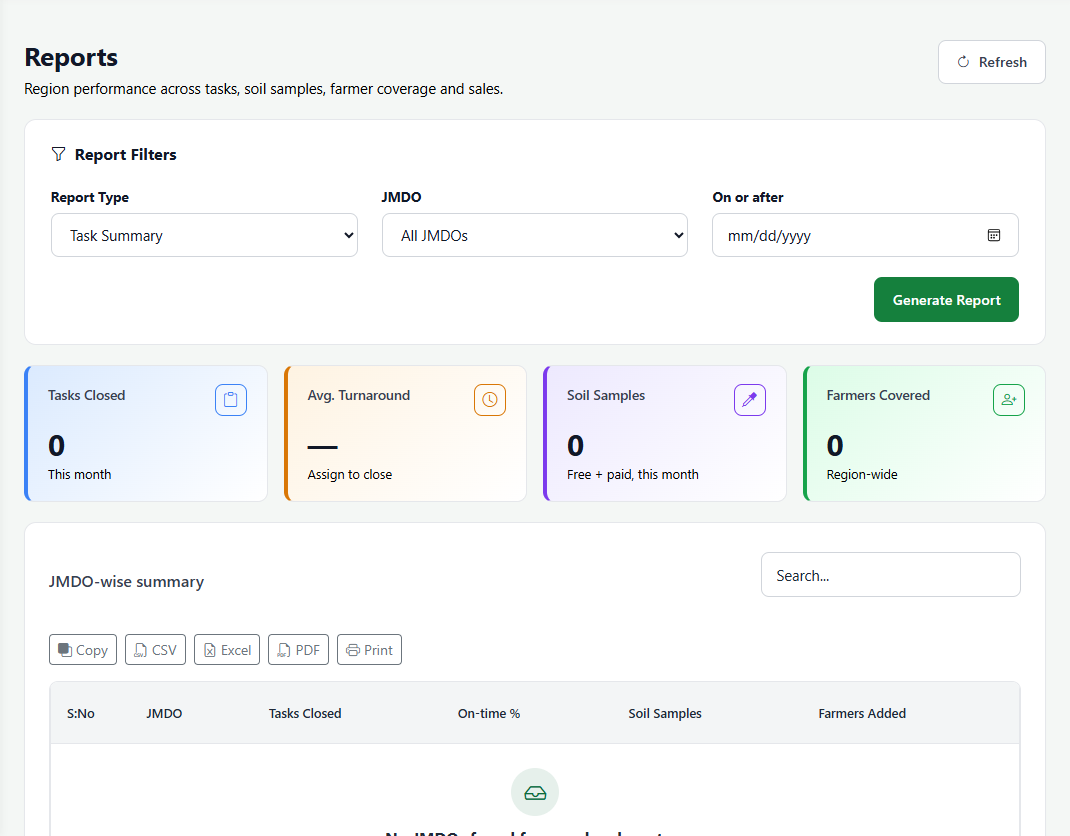 Reports
Refresh
Region performance across tasks, soil samples, farmer coverage and sales.
Report Filters
Report Type
JMDO
On or after
Task Summary
All JMDOs
mm/dd/yyyy
Generate Report
Tasks Closed
Avg. Turnaround
Soil Samples
Farmers Covered
0
—
0
0
This month
Assign to close
Free + paid, this month
Region-wide
JMDO-wise summary
Search...
Copy
CSV
Excel
PDF
Print
S:No
JMDO
Tasks Closed
On-time %
Soil Samples
Farmers Added